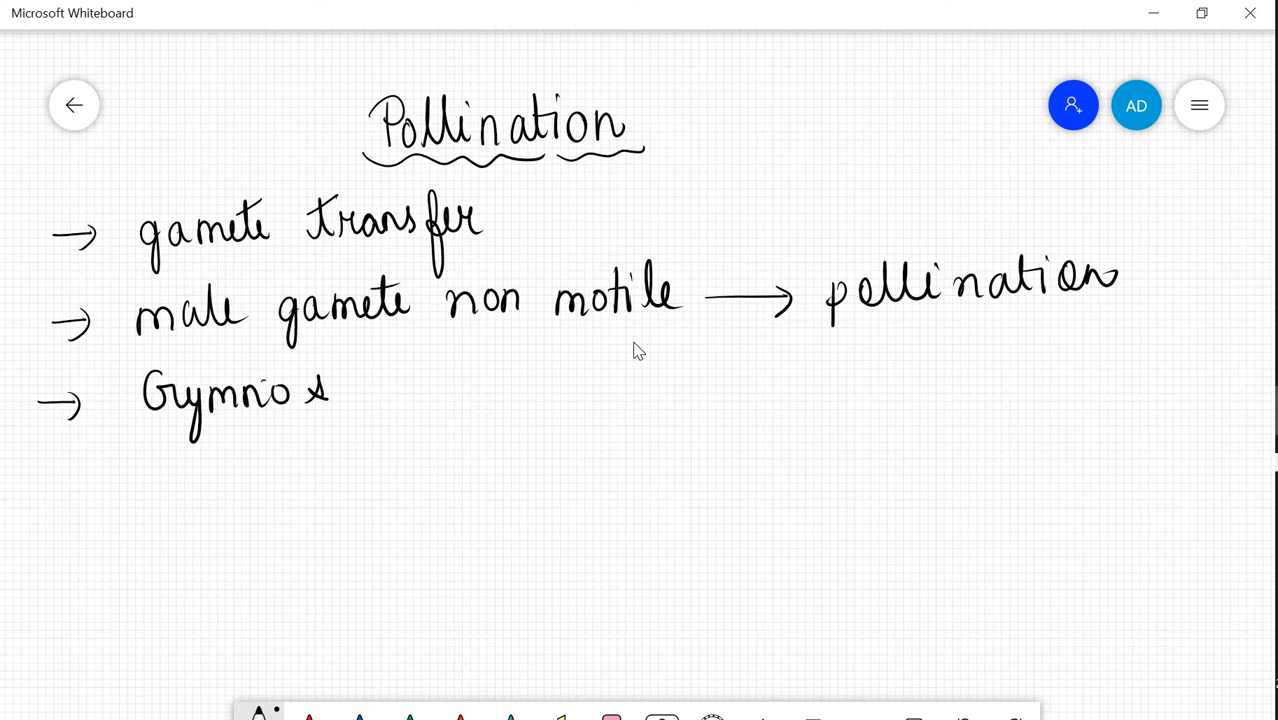 Microsoft Whiteboard
AD
Pollination
→ gamete transfer
→ male gamete non motile → pollination
→ Gymnos